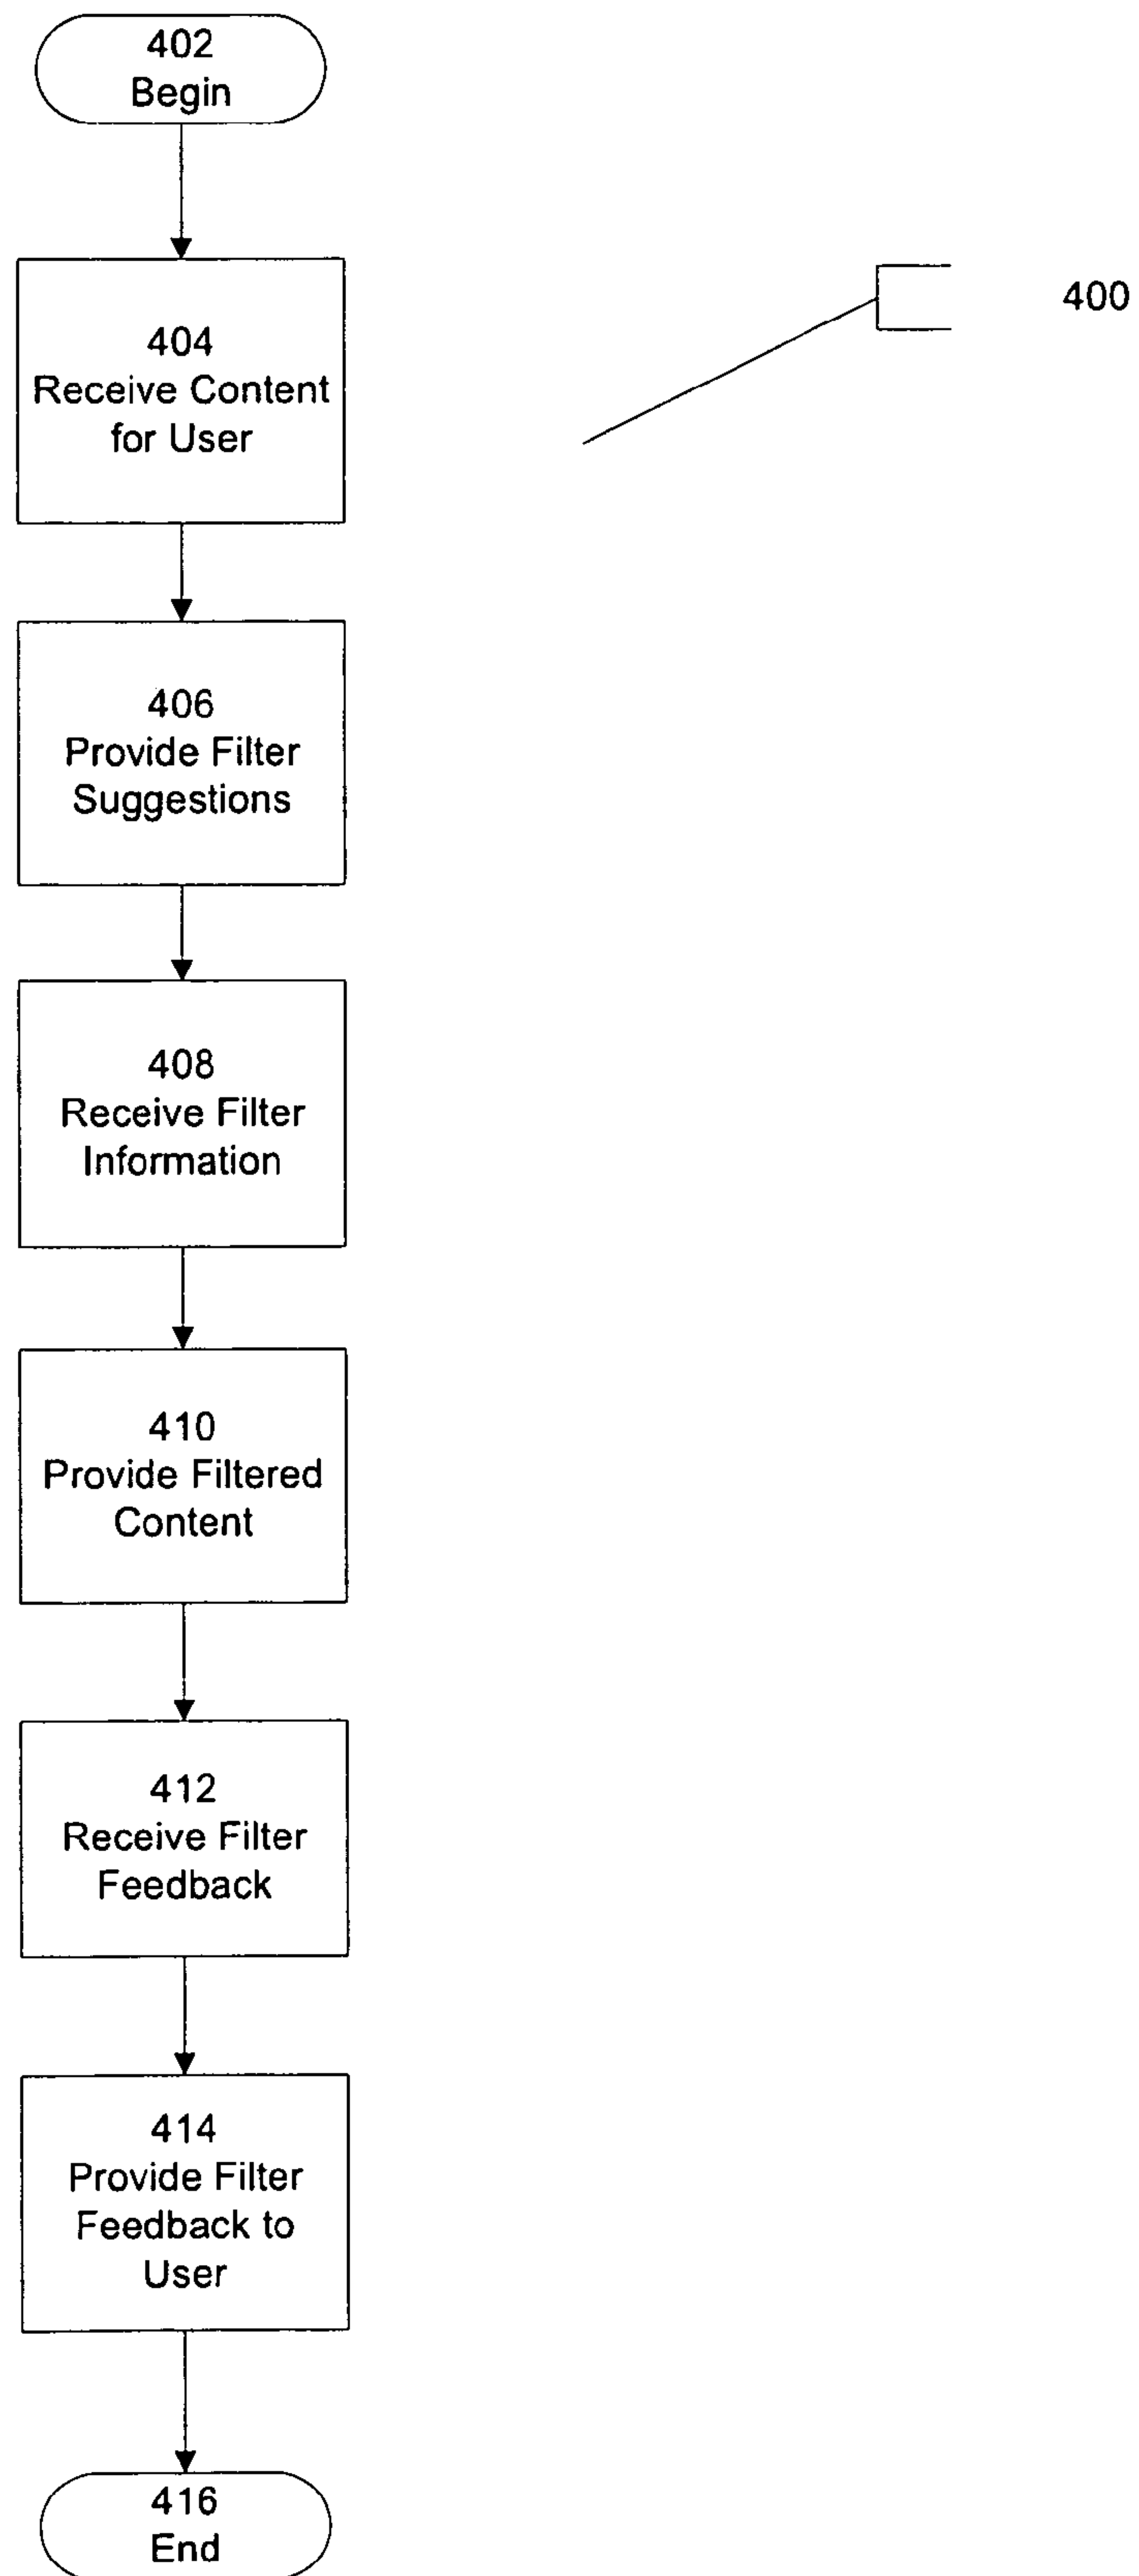 402
Begin
404
Receive Content
for User
400
406
Provide Filter
Suggestions
408
Receive Filter
Information
410
Provide Filtered
Content
412
Receive Filter
Feedback
414
Provide Filter
Feedback to
User
416
End